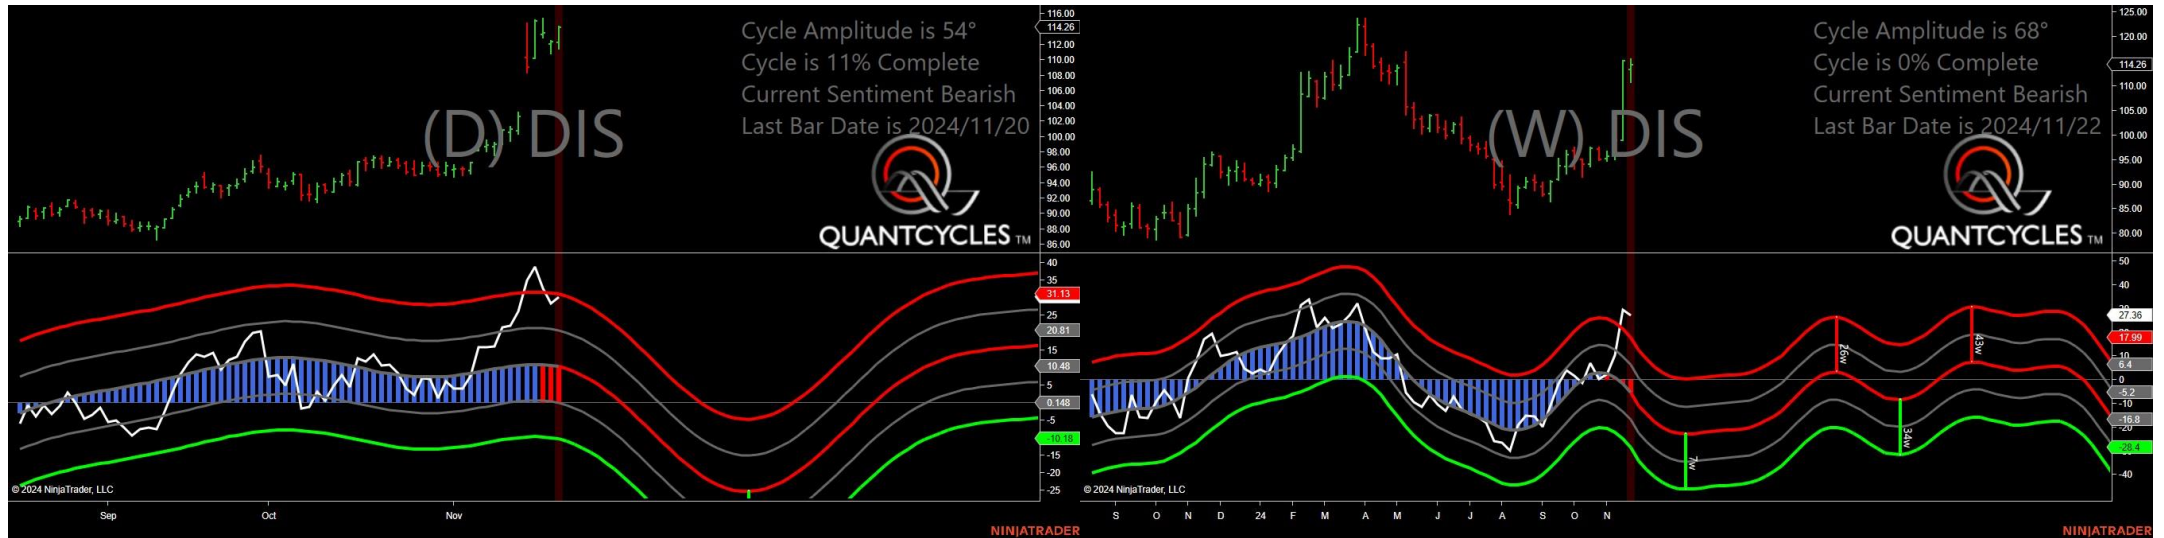 Cycle Amplitude is 54°
Cycle is 11% Complete
Current Sentiment Bearish
Last Bar Date is 2024/11/20
(D) DIS
QUANTCYCLES TM
116.00
114.26
112.00
110.00
108.00
106.00
104.00
102.00
100.00
98.00
96.00
94.00
92.00
90.00
88.00
86.00
40
35
31.13
25
20.81
15
10.48
5
0.148
-5
-10.18
-15
-20
-25
© 2024 NinjaTrader, LLC
Sep Oct Nov
NINJATRADER
Cycle Amplitude is 68°
Cycle is 0% Complete
Current Sentiment Bearish
Last Bar Date is 2024/11/22
(W) DIS
QUANTCYCLES TM
125.00
120.00
114.26
110.00
105.00
100.00
95.00
90.00
85.00
80.00
50
40
27.36
17.99
10
6.4
0
-5.2
-10
-16.8
-20
-28.4
-40
7w
26w
34w
43w
© 2024 NinjaTrader, LLC
S O N D 24 F M A M J J A S O N
NINJATRADER